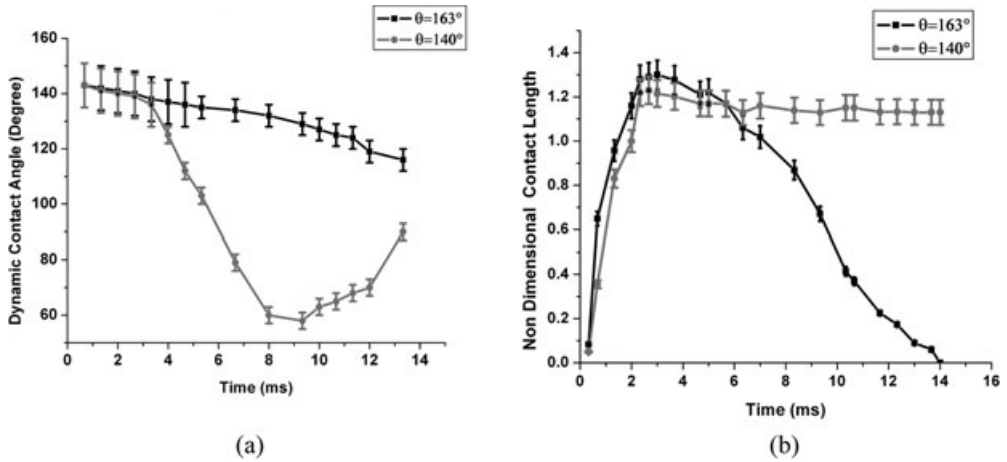 θ=163°
θ=140°
160
140
120
100
80
60
Dynamic Contact Angle (Degree)
0 2 4 6 8 10 12 14
Time (ms)
(a)
θ=163°
θ=140°
1.4
1.2
1.0
0.8
0.6
0.4
0.2
0.0
Non Dimensional Contact Length
0 2 4 6 8 10 12 14 16
Time (ms)
(b)